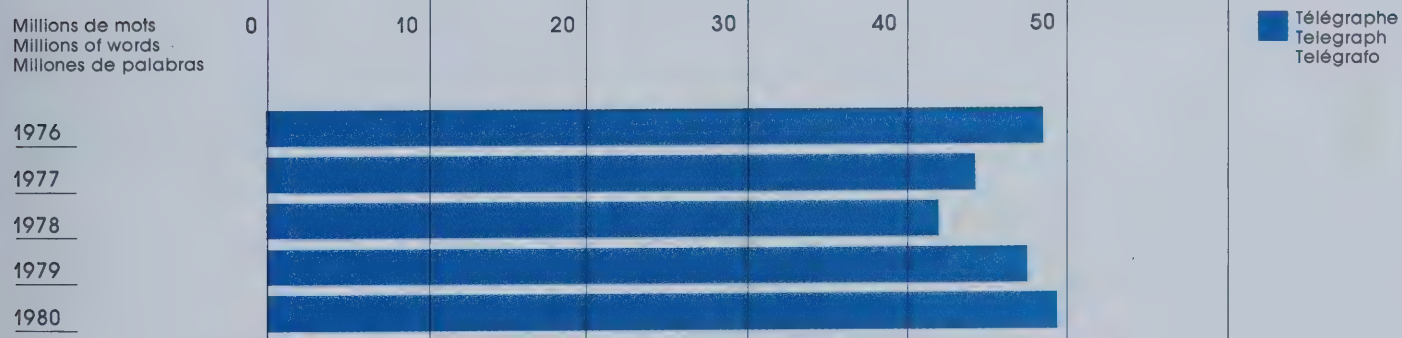 Millions de mots
Millions of words
Millones de palabras
0 10 20 30 40 50
Télégraphe
Telegraph
Telégrafo
1976
1977
1978
1979
1980